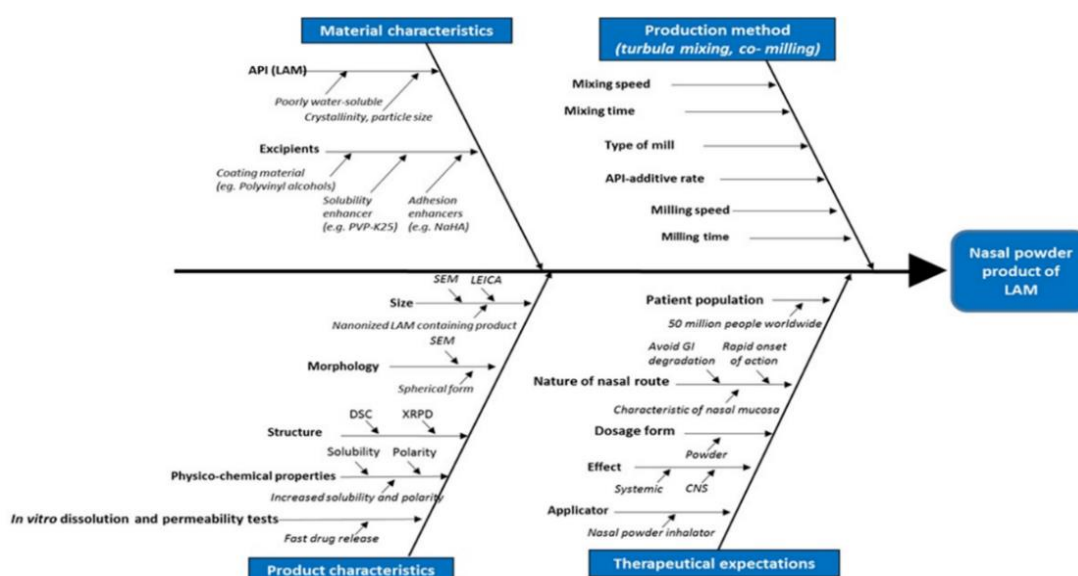 Material characteristics
API (LAM)
Poorly water-soluble
Crystallinity, particle size
Excipients
Coating material
(eg. Polyvinyl alcohols)
Solubility
enhancer
(e.g. PVP-K25)
Adhesion
enhancers
(e.g. NaHA)
Production method
(turbula mixing, co- milling)
Mixing speed
Mixing time
Type of mill
API-additive rate
Milling speed
Milling time
Nasal powder
product of
LAM
SEM LEICA
Size
Nanonized LAM containing product
SEM
Morphology
Spherical form
DSC XRPD
Structure
Solubility Polarity
Physico-chemical properties
Increased solubility and polarity
In vitro dissolution and permeability tests
Fast drug release
Product characteristics
Patient population
50 million people worldwide
Avoid GI
degradation
Rapid onset
of action
Nature of nasal route
Characteristic of nasal mucosa
Dosage form
Powder
Effect
Systemic CNS
Applicator
Nasal powder inhalator
Therapeutical expectations